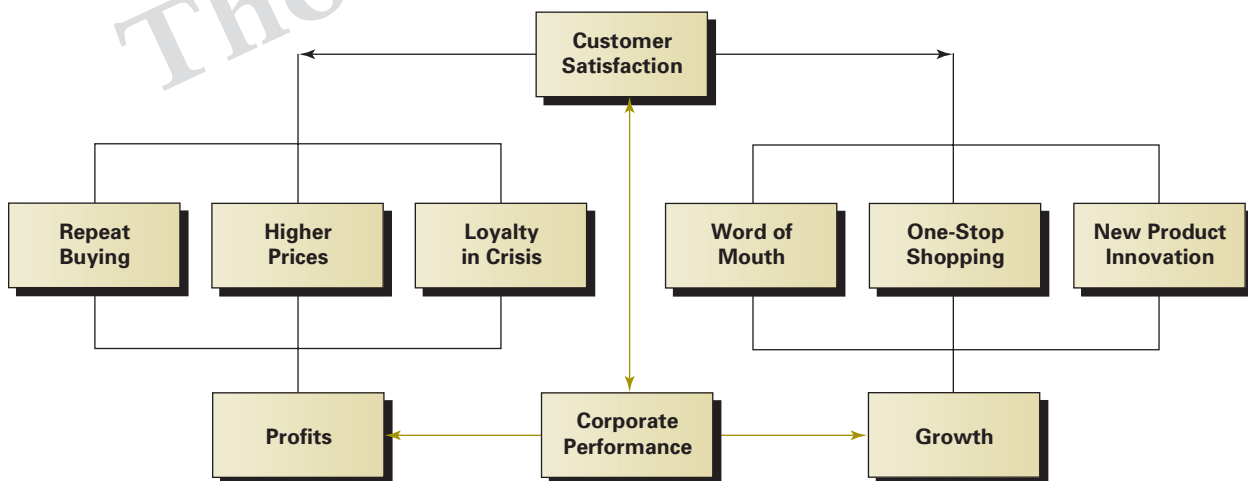 Customer
Satisfaction
Repeat
Buying
Higher
Prices
Loyalty
in Crisis
Word of
Mouth
One-Stop
Shopping
New Product
Innovation
Profits
Corporate
Performance
Growth